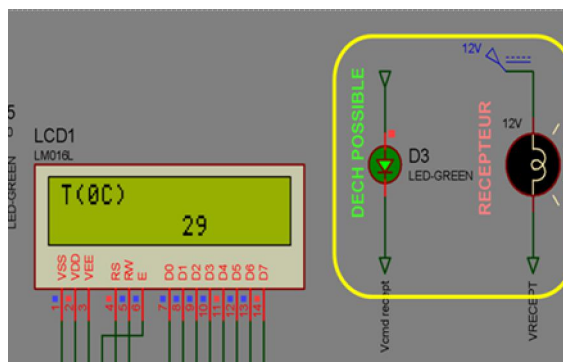 LED-GREEN
LCD1
LM016L
T(0C)
29
VSS
VDD
VEE
RS
RW
E
D0
D1
D2
D3
D4
D5
D6
D7
1
2
3
4
5
6
7
8
9
10
11
12
13
14
DECH POSSIBLE
D3
LED-GREEN
Vcmd recept
RECEPTEUR
12V
12V
VRECEPT